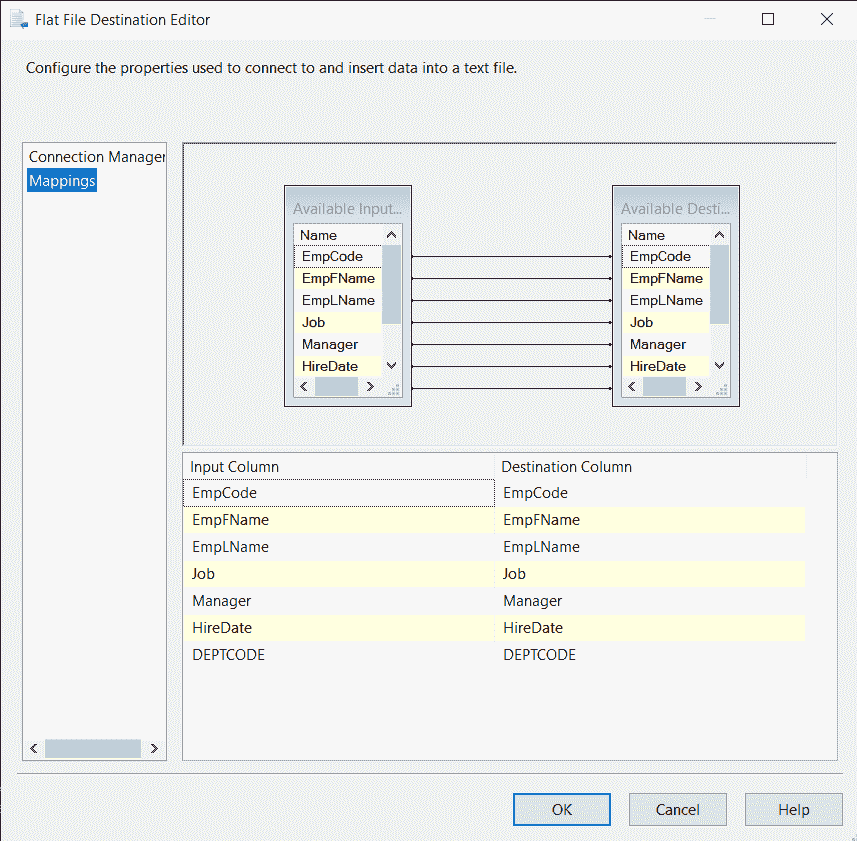 Flat File Destination Editor
Configure the properties used to connect to and insert data into a text file.
Connection Manager
Mappings
Available Input...
Name
EmpCode
EmpFName
EmpLName
Job
Manager
HireDate
Available Desti...
Name
EmpCode
EmpFName
EmpLName
Job
Manager
HireDate
Input Column Destination Column
EmpCode EmpCode
EmpFName EmpFName
EmpLName EmpLName
Job Job
Manager Manager
HireDate HireDate
DEPTCODE DEPTCODE
OK Cancel Help